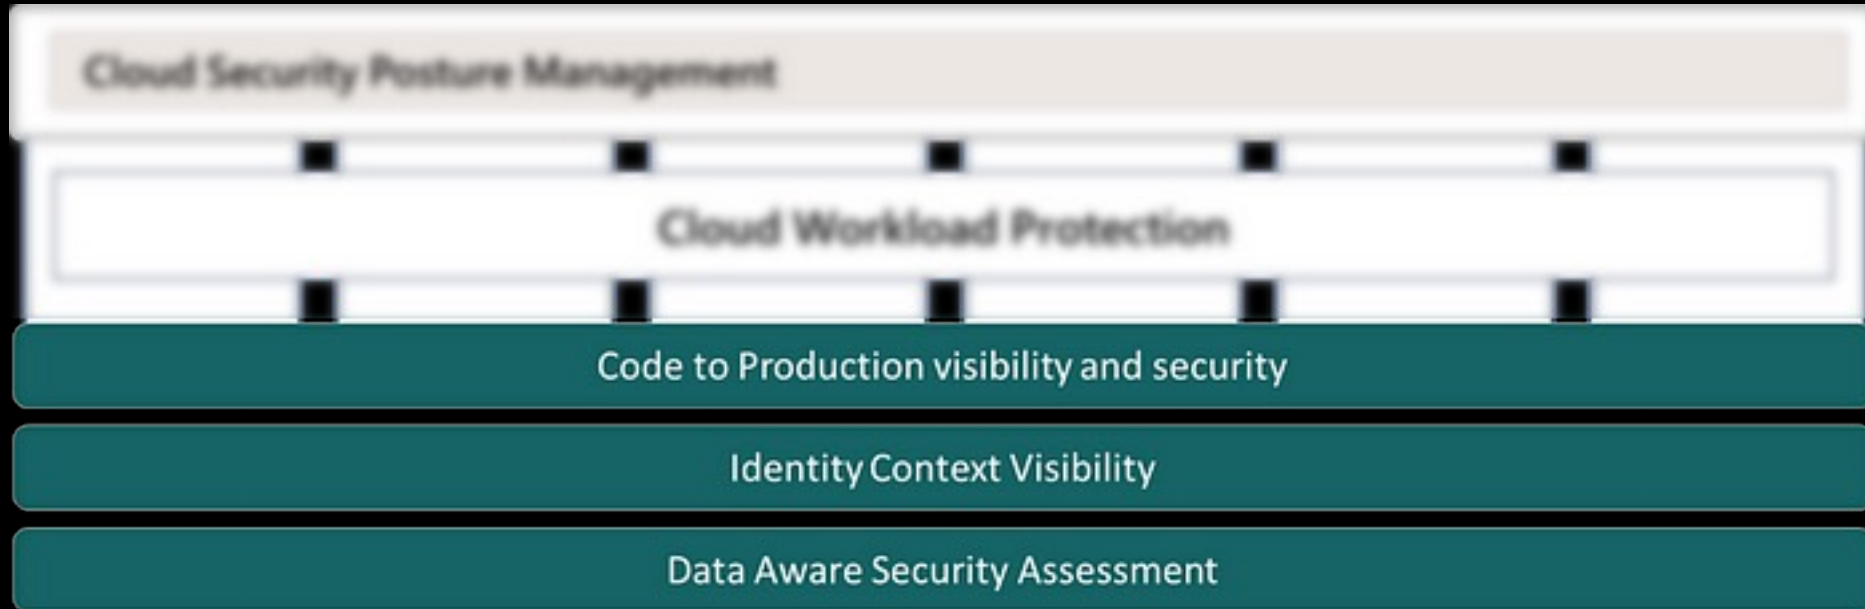 Cloud Security Posture Management
Cloud Workload Protection
Code to Production visibility and security
Identity Context Visibility
Data Aware Security Assessment